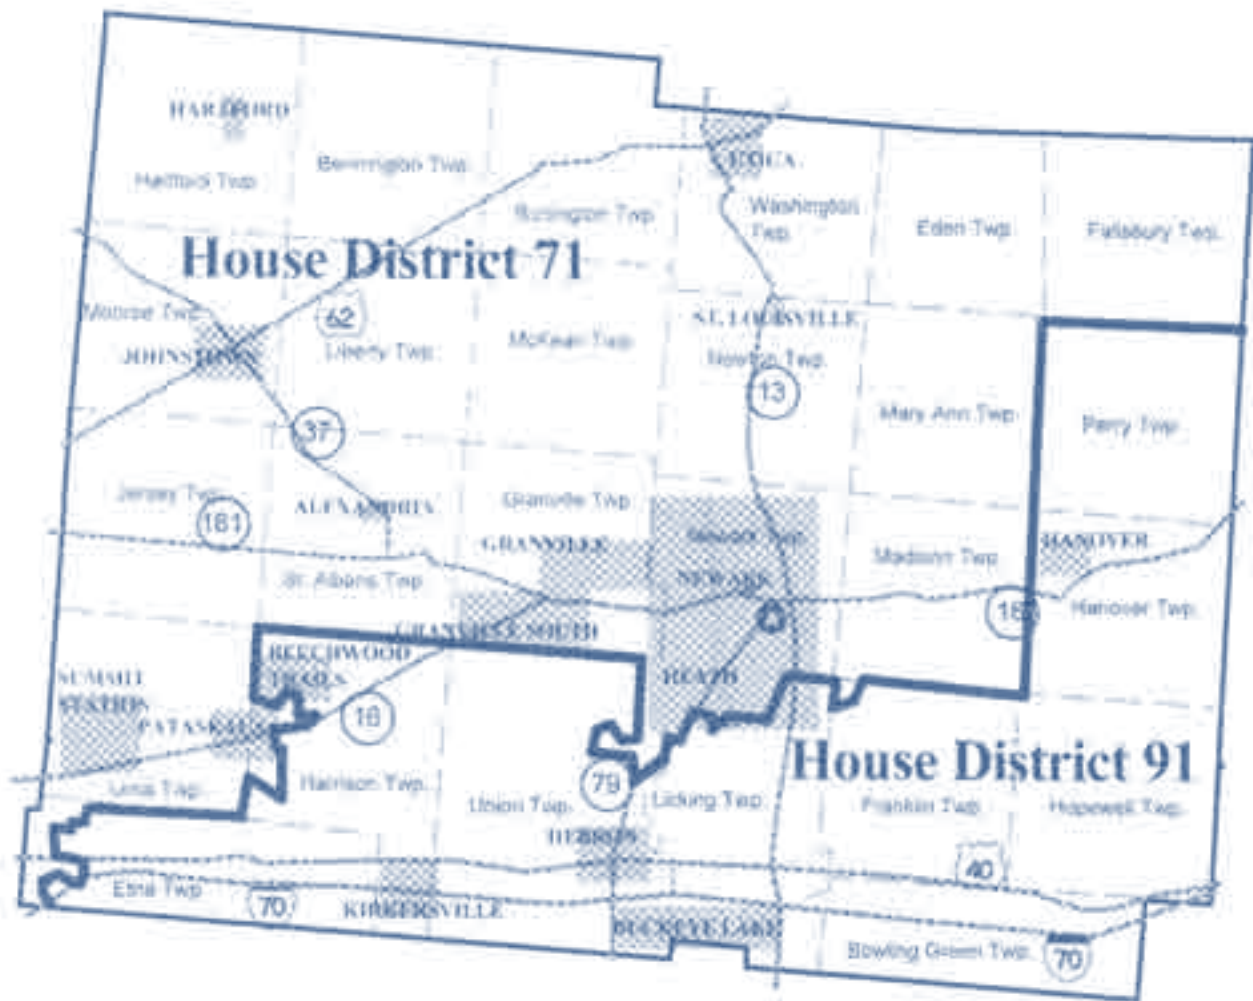 HARTFORD
Hartford Twp.
Bennington Twp.
Burlington Twp.
UTICA
Washington
Twp.
Eden Twp.
Fallsbury Twp.
House District 71
Monroe Twp.
JOHNSTOWN
62
Liberty Twp.
McKean Twp.
ST. LOUISVILLE
Newton Twp.
13
Mary Ann Twp.
Perry Twp.
37
Jersey Twp.
161
ALEXANDRIA
Granville Twp.
GRANVILLE
Newark Twp.
NEWARK
Madison Twp.
HANOVER
St. Albans Twp.
GRANVILLE SOUTH
16
Hanover Twp.
BEECHWOOD
TRAILS
SUMMIT
STATION
PATASKALA
16
HEATH
House District 91
Lima Twp.
Harrison Twp.
Union Twp.
79
Licking Twp.
Franklin Twp.
Hopewell Twp.
HEBRON
40
Etna Twp.
70
KIRKERSVILLE
BUCKEYE LAKE
Bowling Green Twp.
70